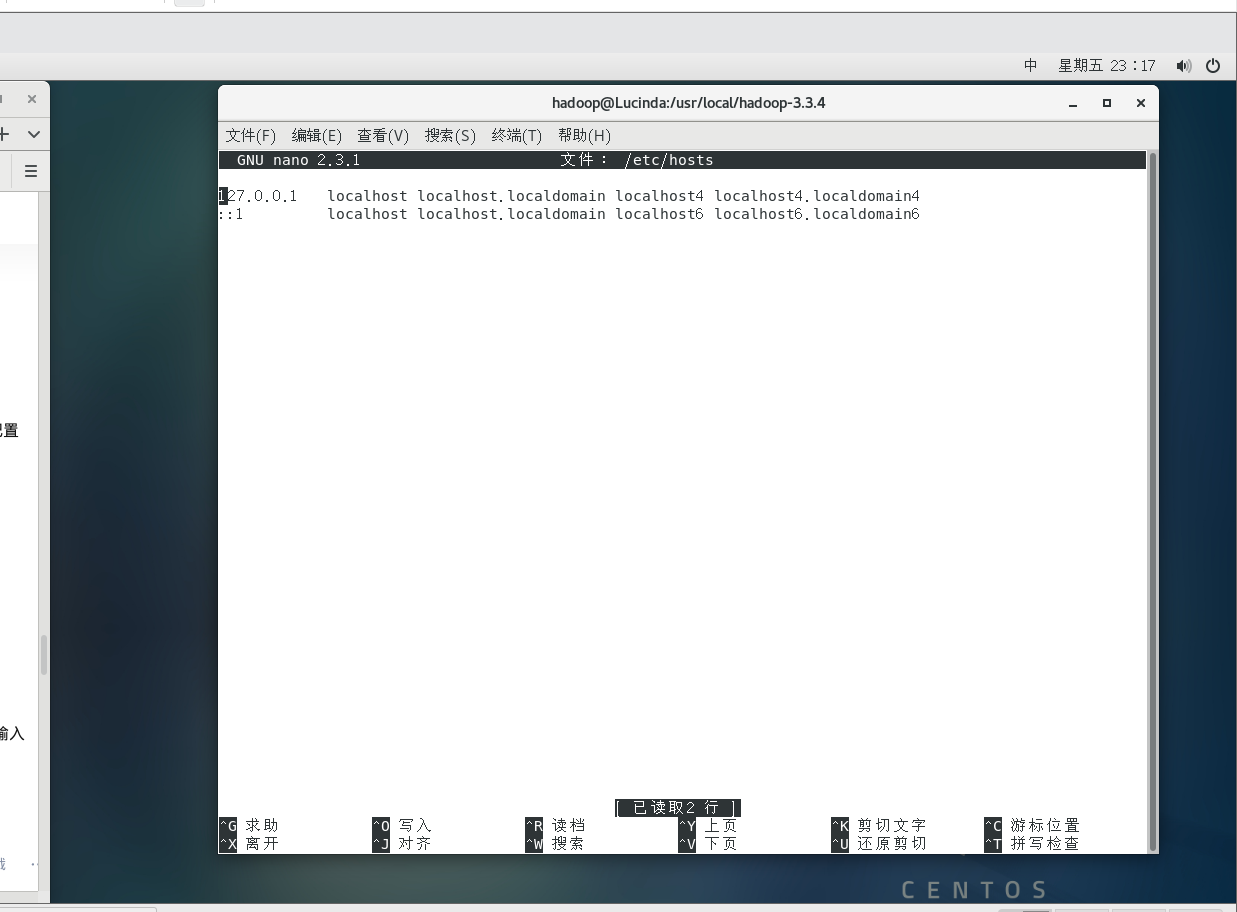 中 星期五 23：17
hadoop@Lucinda:/usr/local/hadoop-3.3.4
文件(F) 编辑(E) 查看(V) 搜索(S) 终端(T) 帮助(H)
GNU nano 2.3.1 文件： /etc/hosts
127.0.0.1 localhost localhost.localdomain localhost4 localhost4.localdomain4
::1 localhost localhost.localdomain localhost6 localhost6.localdomain6
置
输入
[ 已读取2 行 ]
^G 求助 ^O 写入 ^R 读档 ^Y 上页 ^K 剪切文字 ^C 游标位置
^X 离开 ^J 对齐 ^W 搜索 ^V 下页 ^U 还原剪切 ^T 拼写检查
CENTOS